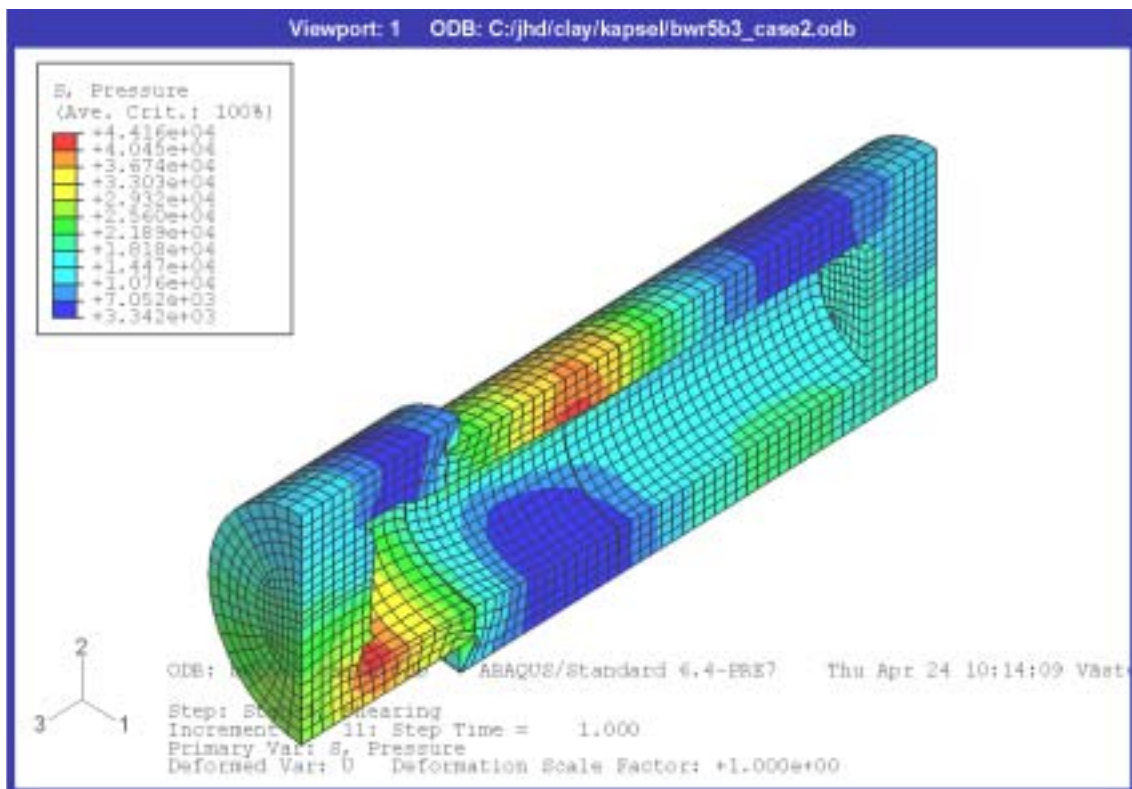 Viewport: 1 ODB: C:/jhd/clay/kapsel/bwr5b3_case2.odb
S, Pressure
(Ave. Crit.: 100%)
+4.416e+04
+4.045e+04
+3.674e+04
+3.303e+04
+2.932e+04
+2.560e+04
+2.189e+04
+1.818e+04
+1.447e+04
+1.076e+04
+7.052e+03
+3.342e+03
2
3
1
ODB: ABAQUS/Standard 6.4-PRE7 Thu Apr 24 10:14:09 Väst
Step: Shearing
Increment 11: Step Time = 1.000
Primary Var: S, Pressure
Deformed Var: U Deformation Scale Factor: +1.000e+00